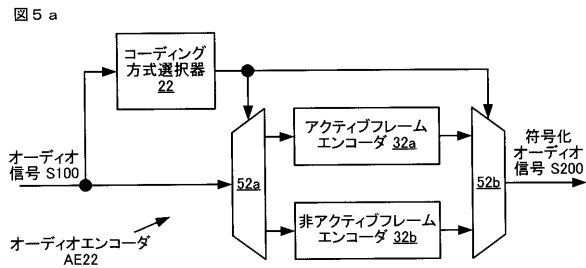 図5a
コーディング
方式選択器
22
オーディオ
信号 S100
52a
アクティブフレーム
エンコーダ 32a
非アクティブフレーム
エンコーダ 32b
52b
符号化
オーディオ
信号 S200
オーディオエンコーダ
AE22